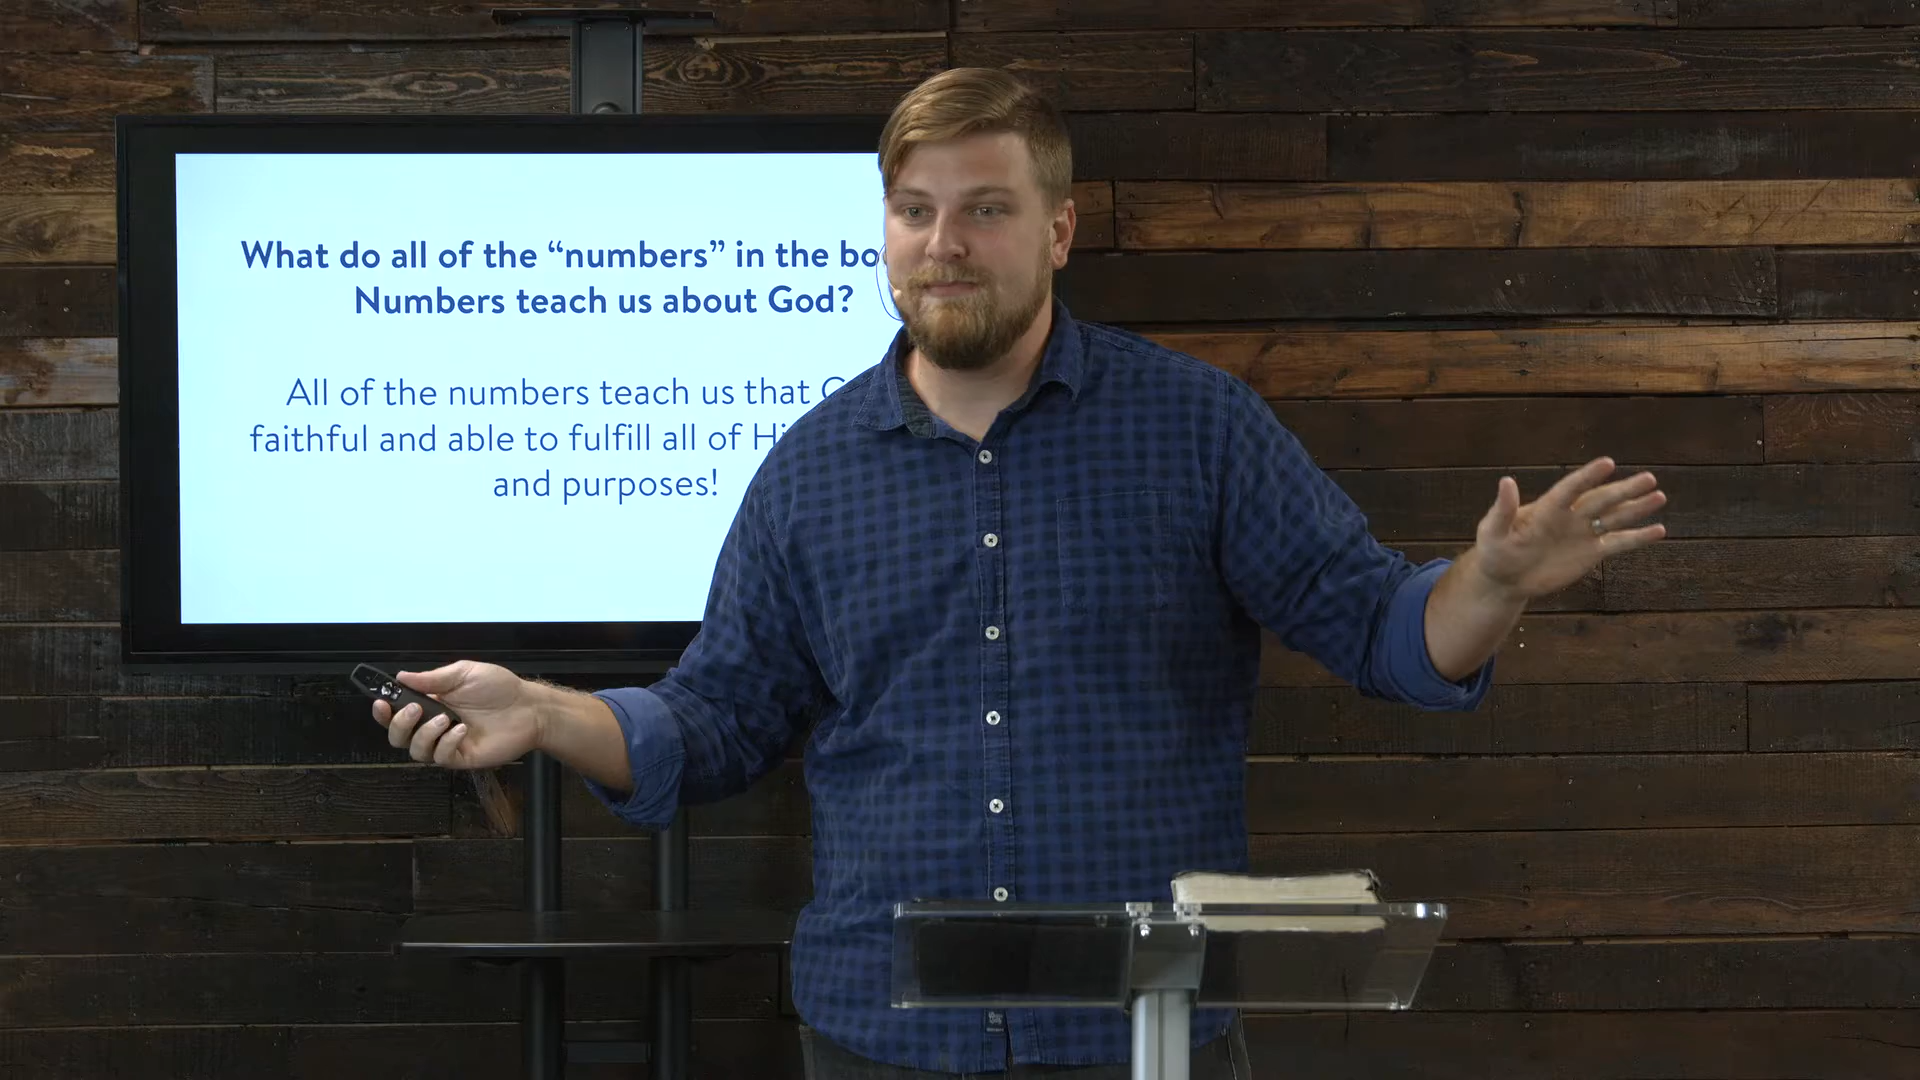 What do all of the “numbers” in the
Numbers teach us about God?
All of the numbers teach us that
faithful and able to fulfill all of
and purposes!